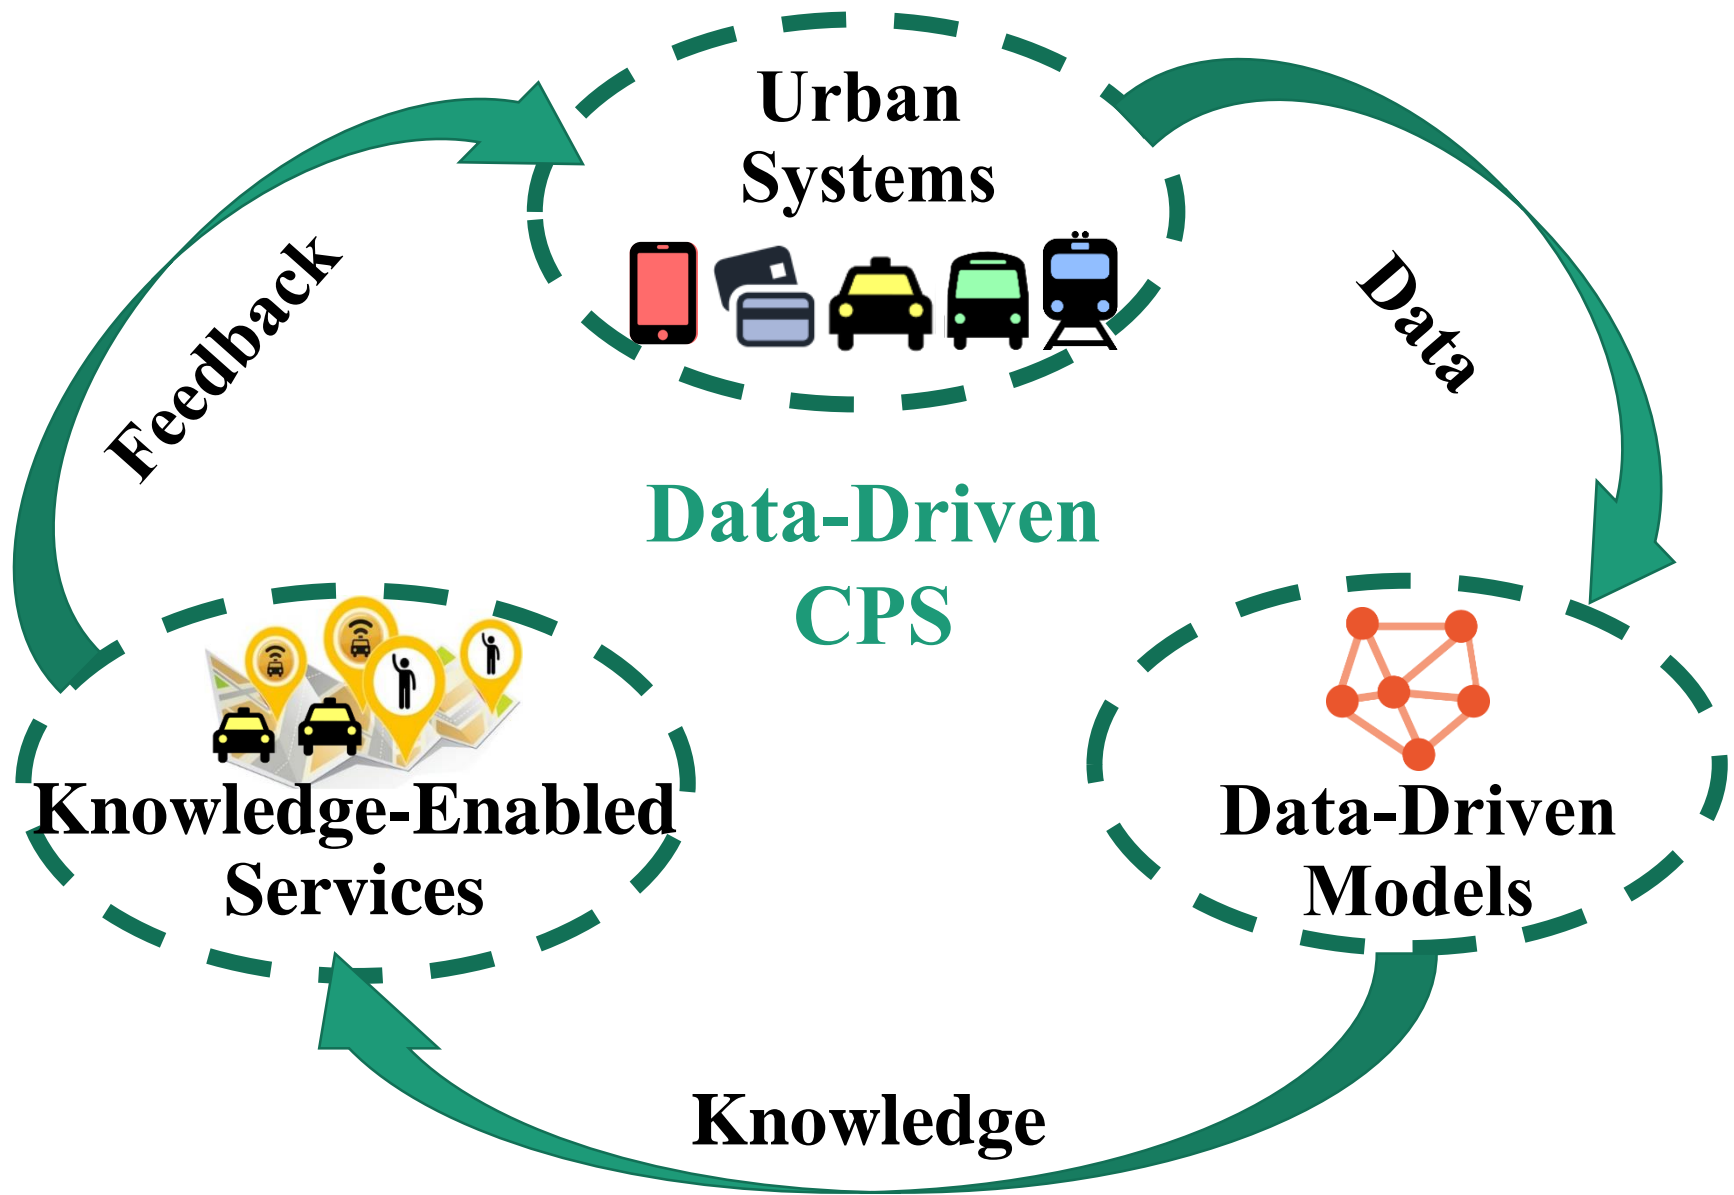 Urban
Systems
Feedback
Data
Data-Driven
CPS
Knowledge-Enabled
Services
Data-Driven
Models
Knowledge